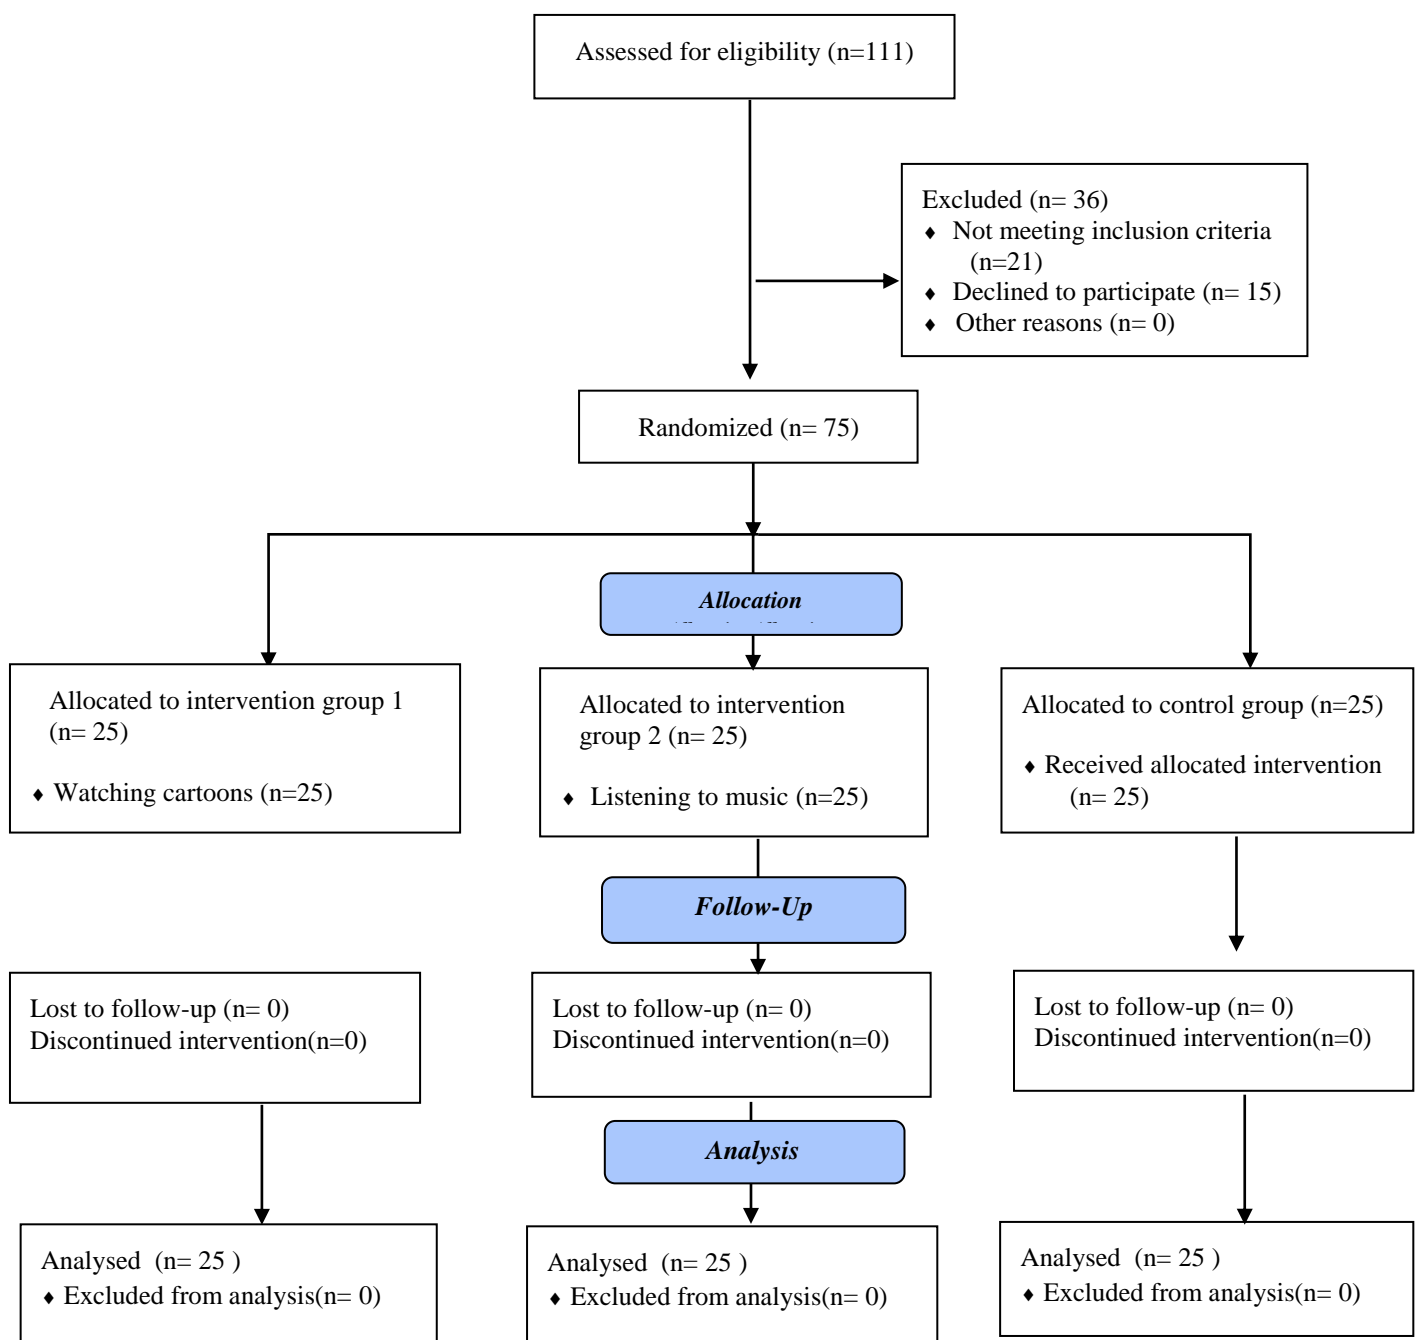 Assessed for eligibility (n=111)
Excluded (n= 36)
♦ Not meeting inclusion criteria
(n=21)
♦ Declined to participate (n= 15)
♦ Other reasons (n= 0)
Randomized (n= 75)
Allocation
Allocated to intervention group 1
(n= 25)
♦ Watching cartoons (n=25)
Allocated to intervention
group 2 (n= 25)
♦ Listening to music (n=25)
Allocated to control group (n=25)
♦ Received allocated intervention
(n= 25)
Follow-Up
Lost to follow-up (n= 0)
Discontinued intervention(n=0)
Lost to follow-up (n= 0)
Discontinued intervention(n=0)
Lost to follow-up (n= 0)
Discontinued intervention(n=0)
Analysis
Analysed (n= 25 )
♦ Excluded from analysis(n= 0)
Analysed (n= 25 )
♦ Excluded from analysis(n= 0)
Analysed (n= 25 )
♦ Excluded from analysis(n= 0)